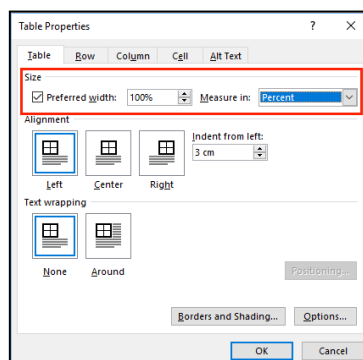 Table Properties ? X
Table Row Column Cell Alt Text
Size
Preferred width: 100% Measure in: Percent
Alignment
Indent from left:
3 cm
Left Center Right
Text wrapping
None Around
Positioning...
Borders and Shading... Options...
OK Cancel